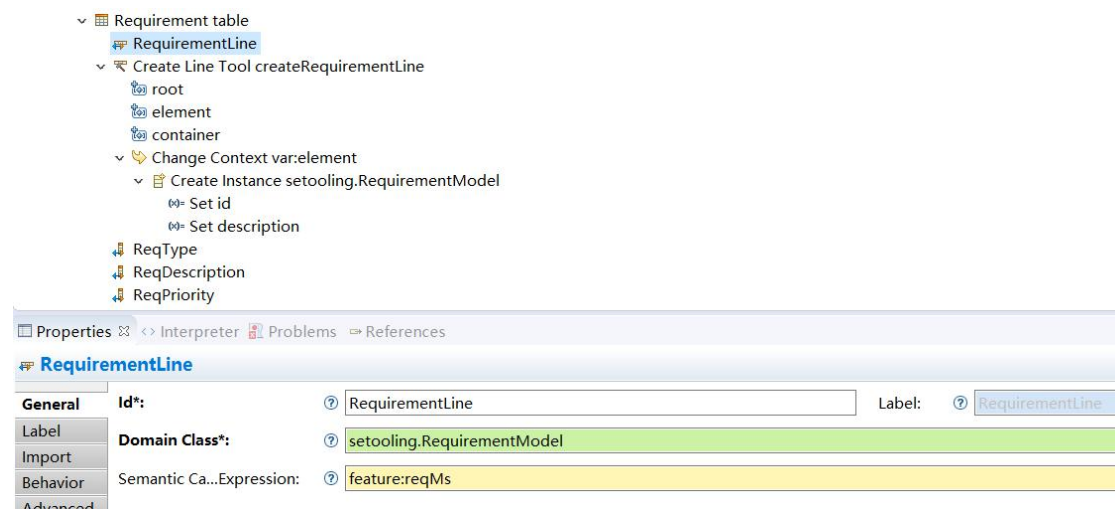 Requirement table
RequirementLine
Create Line Tool createRequirementLine
root
element
container
Change Context var:element
Create Instance setooling.RequirementModel
Set id
Set description
ReqType
ReqDescription
ReqPriority
Properties Interpreter Problems References
RequirementLine
General Id*: RequirementLine Label: RequirementLine
Label
Domain Class*: setooling.RequirementModel
Import
Behavior Semantic Ca...Expression: feature:reqMs
Advanced